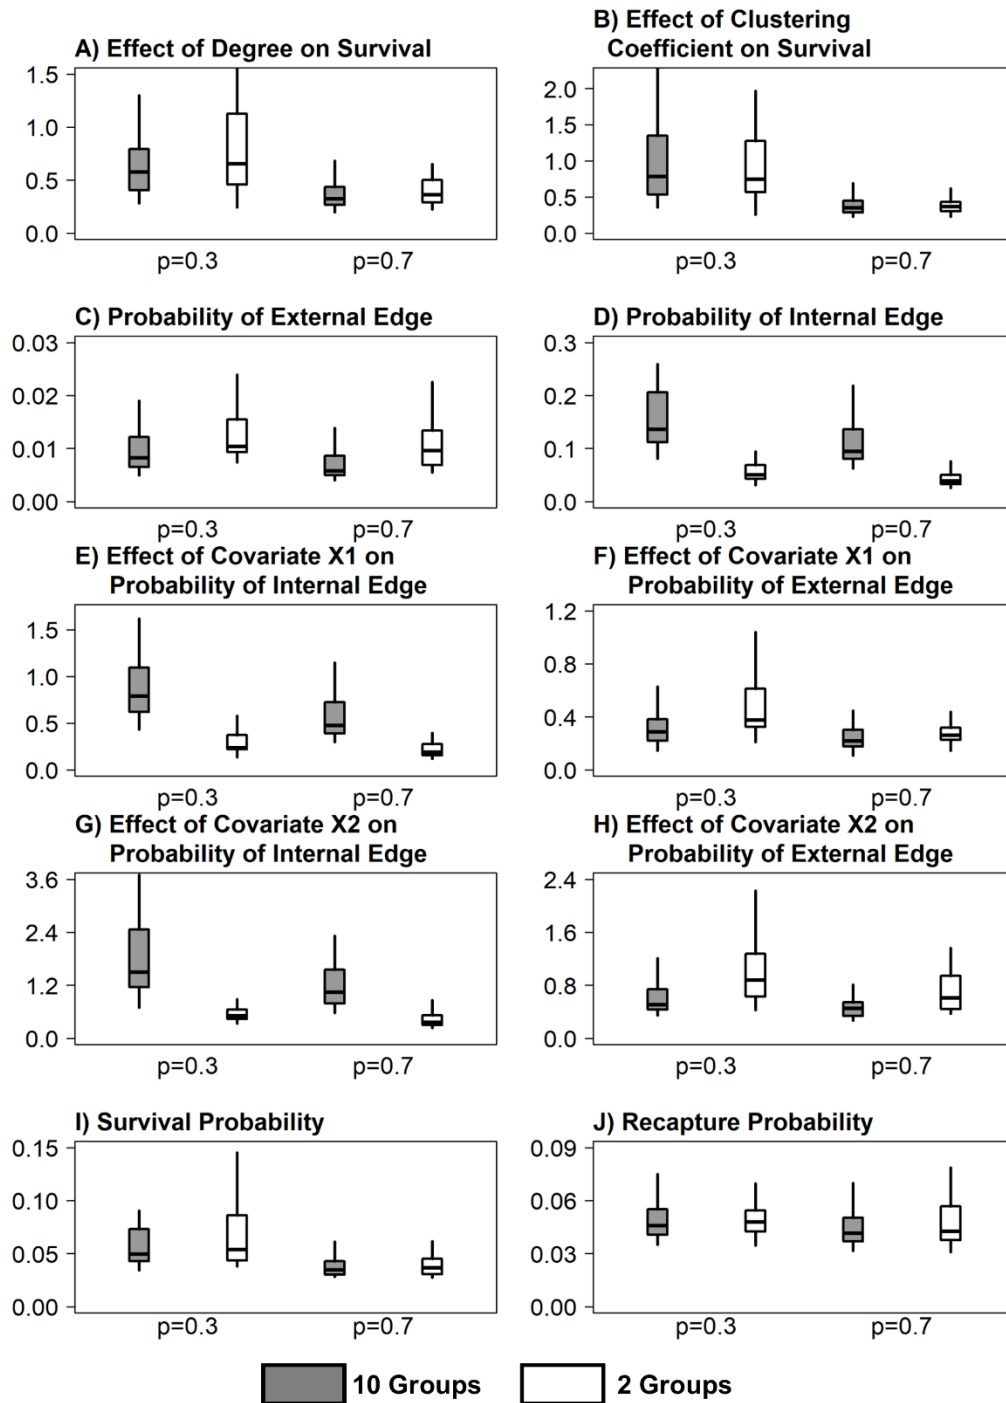 A) Effect of Degree on Survival
1.5
1.0
0.5
0.0
p=0.3 p=0.7
B) Effect of Clustering
Coefficient on Survival
2.0
1.5
1.0
0.5
0.0
p=0.3 p=0.7
C) Probability of External Edge
0.03
0.02
0.01
0.00
p=0.3 p=0.7
D) Probability of Internal Edge
0.3
0.2
0.1
0.0
p=0.3 p=0.7
E) Effect of Covariate X1 on
Probability of Internal Edge
1.5
1.0
0.5
0.0
p=0.3 p=0.7
F) Effect of Covariate X1 on
Probability of External Edge
1.2
0.8
0.4
0.0
p=0.3 p=0.7
G) Effect of Covariate X2 on
Probability of Internal Edge
3.6
2.4
1.2
0.0
p=0.3 p=0.7
H) Effect of Covariate X2 on
Probability of External Edge
2.4
1.6
0.8
0.0
p=0.3 p=0.7
I) Survival Probability
0.15
0.10
0.05
0.00
p=0.3 p=0.7
J) Recapture Probability
0.09
0.06
0.03
0.00
p=0.3 p=0.7
10 Groups 2 Groups